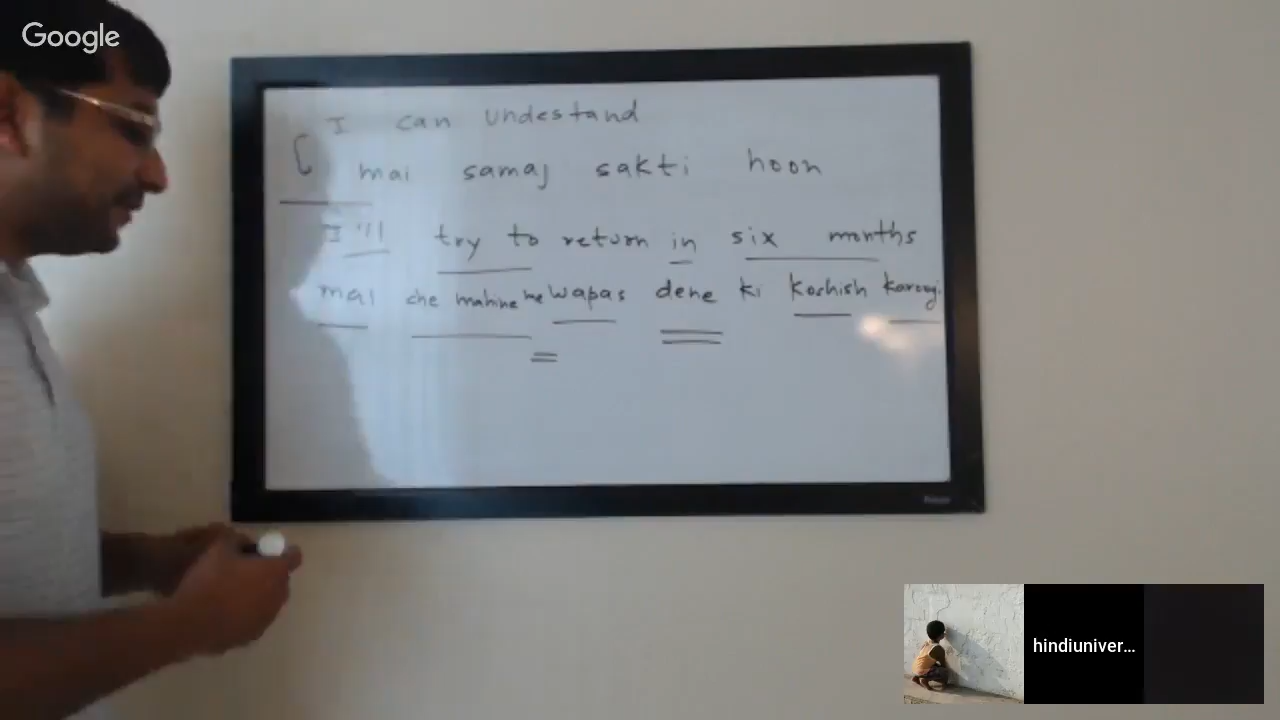 Google
I can undestand
mai samaj sakti hoon
I'll try to return in six months
mai che mahine me wapas dene ki koshish
hindiuniver...